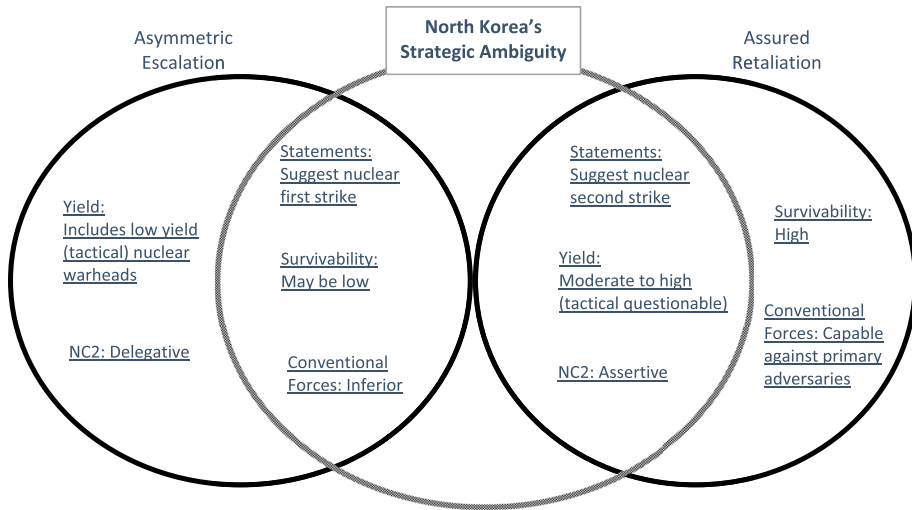 North Korea’s
Strategic Ambiguity
Asymmetric
Escalation
Assured
Retaliation
Yield:
Includes low yield
(tactical) nuclear
warheads
NC2: Delegative
Statements:
Suggest nuclear
first strike
Survivability:
May be low
Conventional
Forces: Inferior
Statements:
Suggest nuclear
second strike
Yield:
Moderate to high
(tactical questionable)
NC2: Assertive
Survivability:
High
Conventional
Forces: Capable
against primary
adversaries